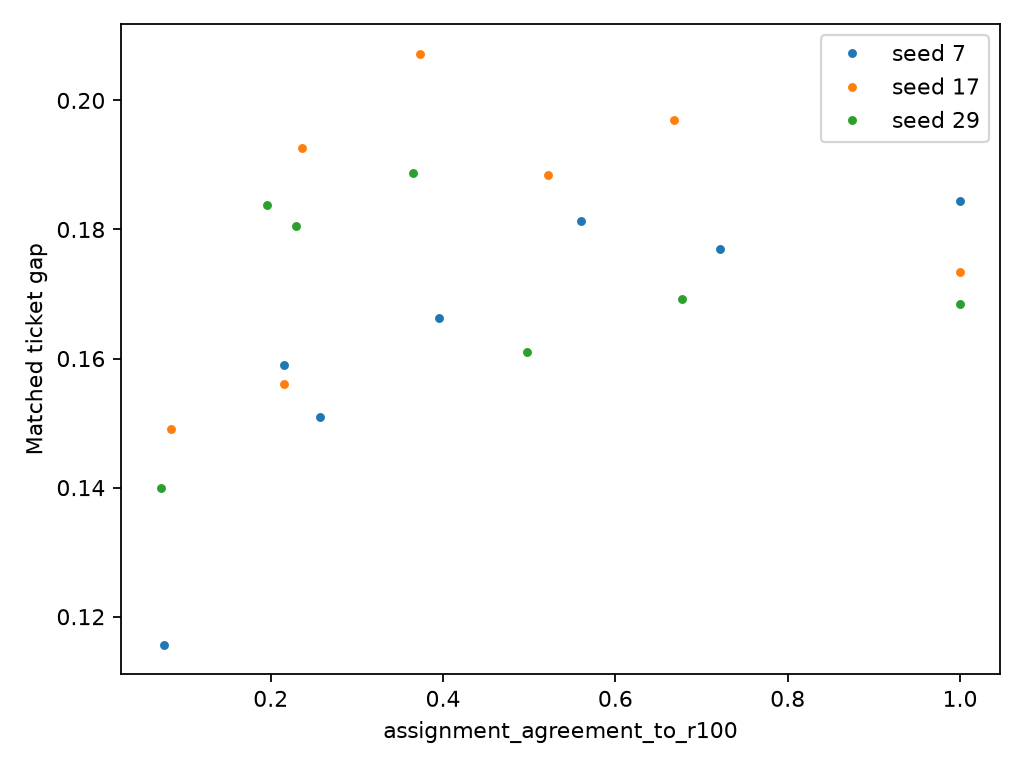 seed 7
seed 17
seed 29
0.20
0.18
0.16
0.14
0.12
Matched ticket gap
0.2 0.4 0.6 0.8 1.0
assignment_agreement_to_r100